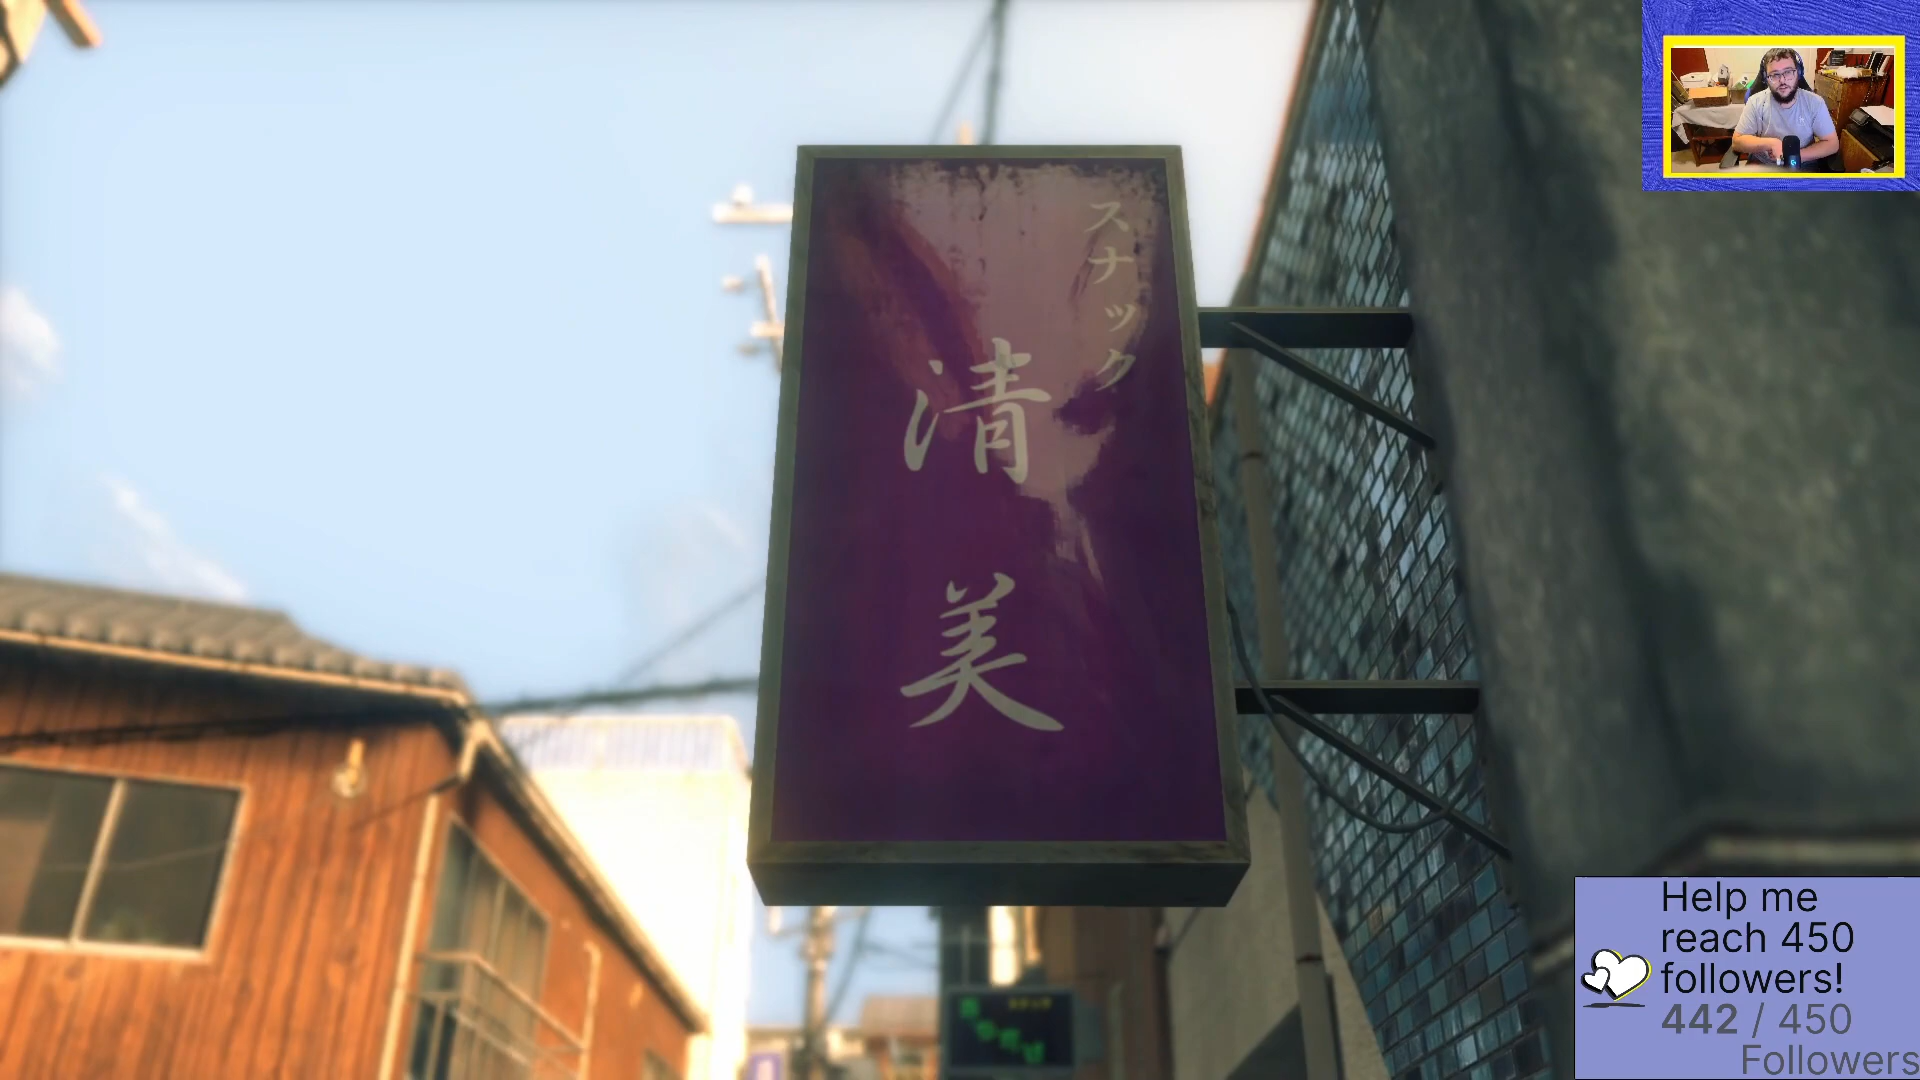 スナック
清美
Help me
reach 450
followers!
442 / 450
Followers